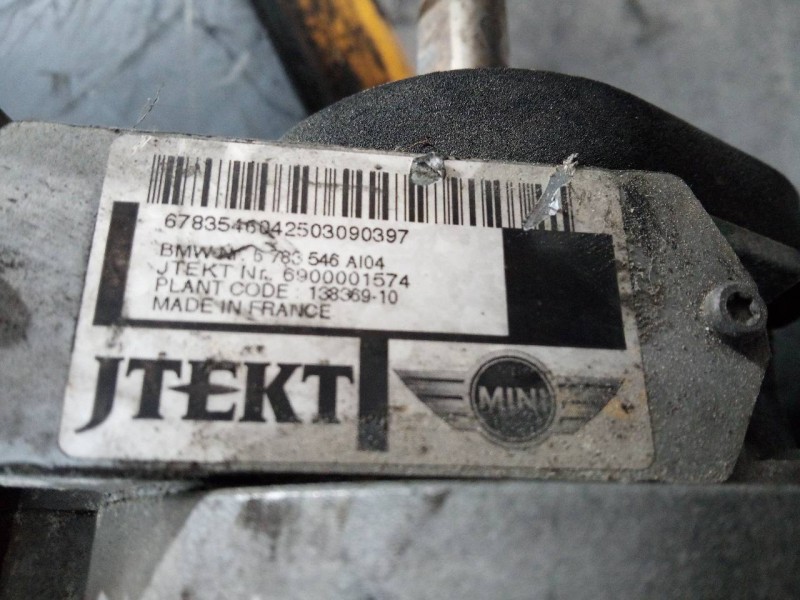 6783546042503090397
BMW-Nr. 6 783 546 AI04
JTEKT Nr. 6900001574
PLANT CODE 138369-10
MADE IN FRANCE
JTEKT
MINI